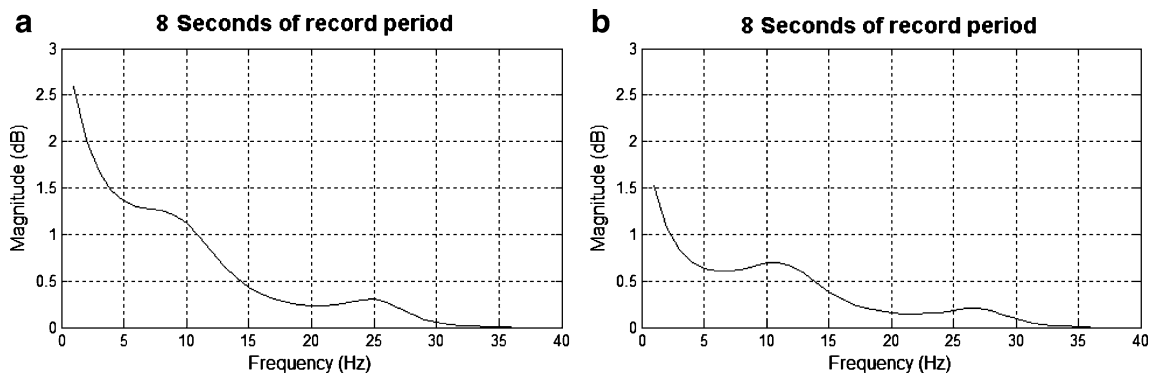 a
8 Seconds of record period
3
2.5
2
1.5
1
0.5
0
Magnitude (dB)
0 5 10 15 20 25 30 35 40
Frequency (Hz)
b
8 Seconds of record period
3
2.5
2
1.5
1
0.5
0
Magnitude (dB)
0 5 10 15 20 25 30 35 40
Frequency (Hz)